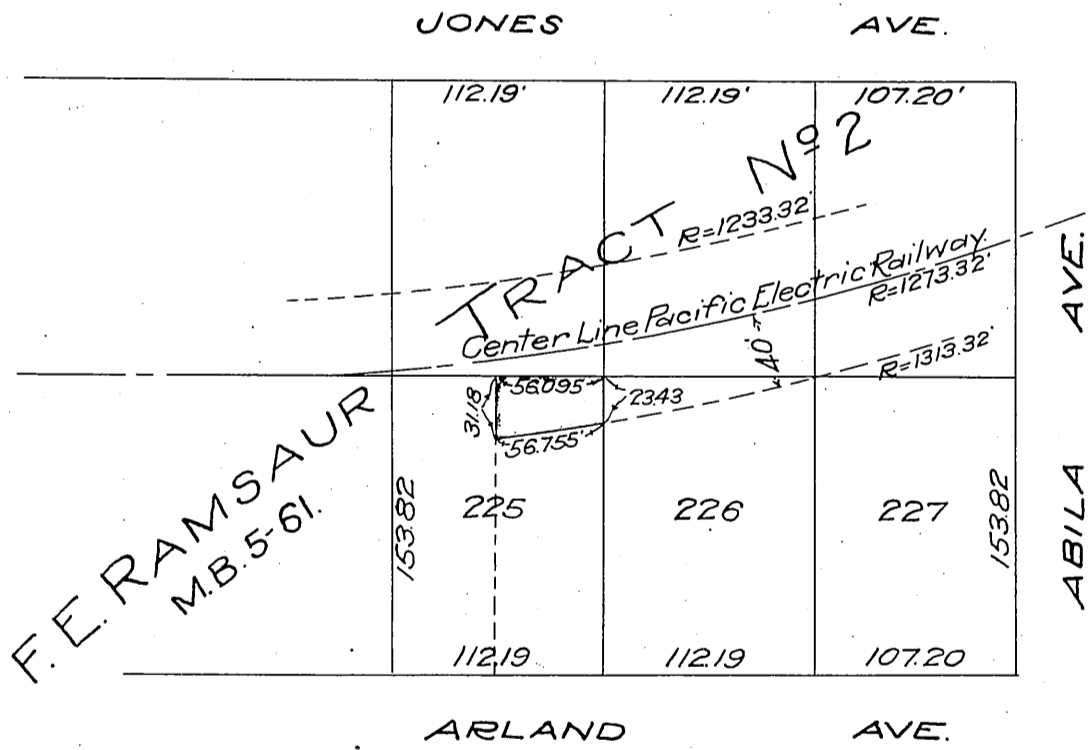 JONES AVE.
112.19' 112.19' 107.20'
TRACT Nº 2
R=1233.32'
Center Line Pacific Electric Railway
R=1273.32'
40'
R=1313.32'
56.095
31.18
23.43
56.755'
F. E. RAMSAUR
M.B. 5-61.
153.82
225
226
227
153.82
ABILA AVE.
112.19
112.19
107.20
ARLAND AVE.